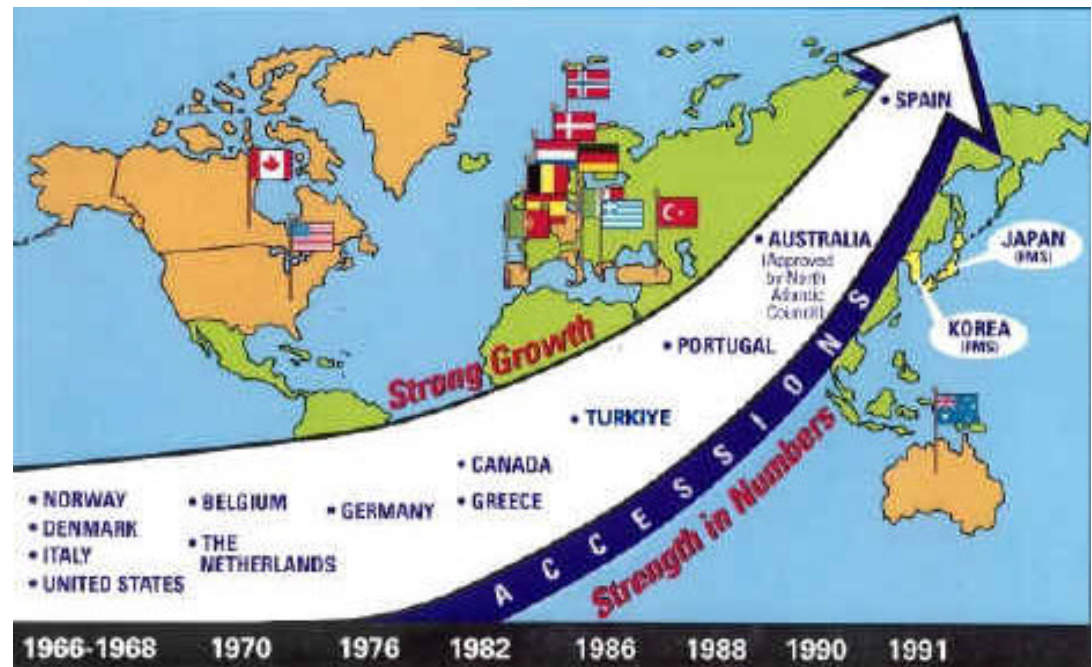 • SPAIN
• AUSTRALIA
(Approved
by North
Atlantic
Council)
JAPAN
(FMS)
KOREA
(FMS)
Strong Growth
• PORTUGAL
• TURKIYE
• CANADA
• GREECE
• NORWAY
• DENMARK
• ITALY
• UNITED STATES
• BELGIUM
• THE
NETHERLANDS
• GERMANY
ACCESSIONS
Strength in Numbers
1966-1968 1970 1976 1982 1986 1988 1990 1991